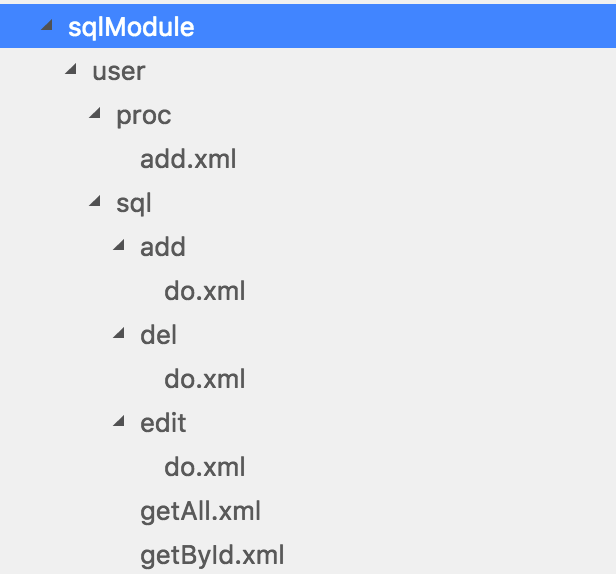 sqlModule
user
proc
add.xml
sql
add
do.xml
del
do.xml
edit
do.xml
getAll.xml
getById.xml